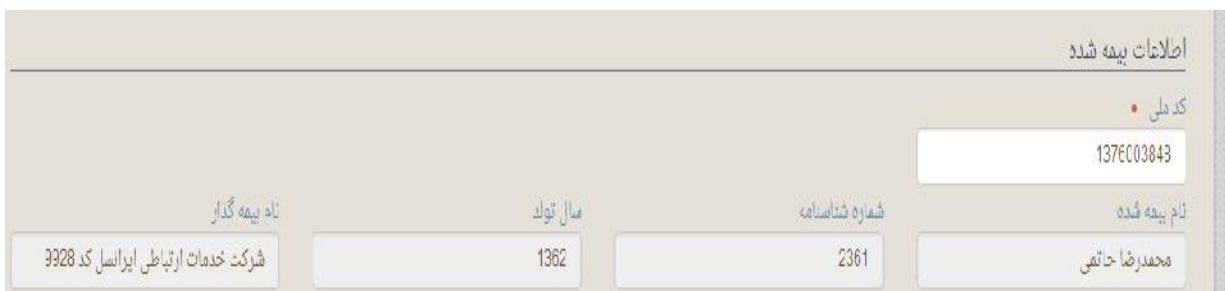 اطلاعات بیمه شده
کد ملی •
1376003843
نام بیمه شده شماره شناسنامه سال تولد نام بیمه گذار
محمدرضا حاتمی 2361 1362 شرکت خدمات ارتباطی ایرانسل کد 9928